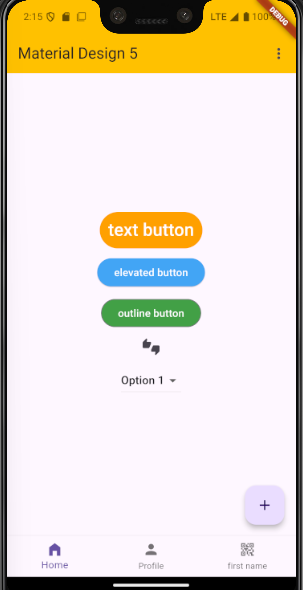 2:15 LTE 100%
DEBUG
Material Design 5
text button
elevated button
outline button
Option 1
Home Profile first name